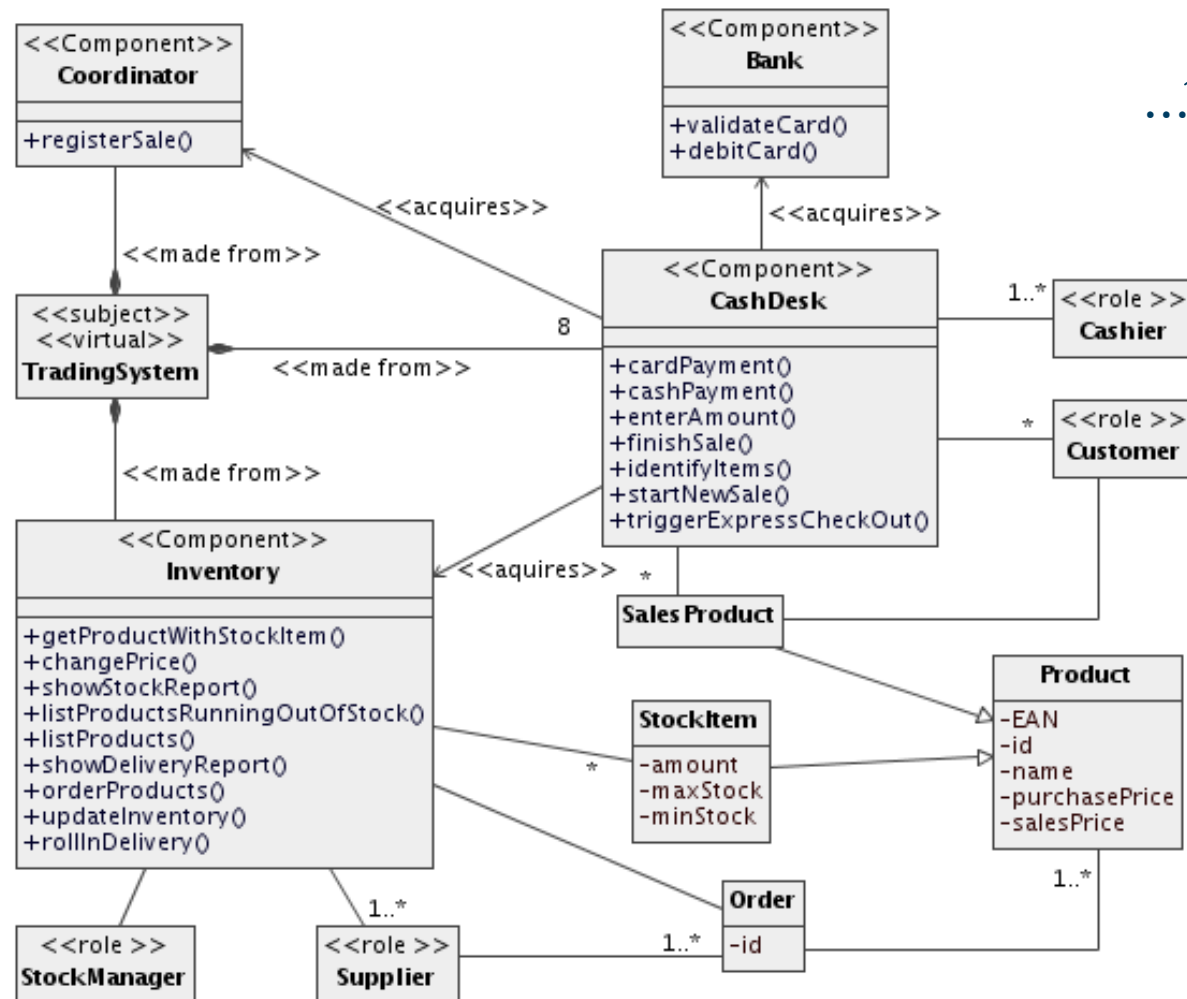 <<Component>>
Coordinator
+registerSale()
<<Component>>
Bank
+validateCard()
+debitCard()
<<acquires>>
<<acquires>>
<<made from>>
<<subject>>
<<virtual>>
TradingSystem
8
<<made from>>
<<Component>>
CashDesk
+cardPayment()
+cashPayment()
+enterAmount()
+finishSale()
+identifyItems()
+startNewSale()
+triggerExpressCheckOut()
1..*
<<role >>
Cashier
*
<<role >>
Customer
<<made from>>
<<Component>>
Inventory
+getProductWithStockItem()
+changePrice()
+showStockReport()
+listProductsRunningOutOfStock()
+listProducts()
+showDeliveryReport()
+orderProducts()
+updateInventory()
+rollInDelivery()
<<aquires>>
*
SalesProduct
StockItem
-amount
-maxStock
-minStock
*
Product
-EAN
-id
-name
-purchasePrice
-salesPrice
1..*
Order
-id
1..*
1..*
<<role >>
StockManager
<<role >>
Supplier